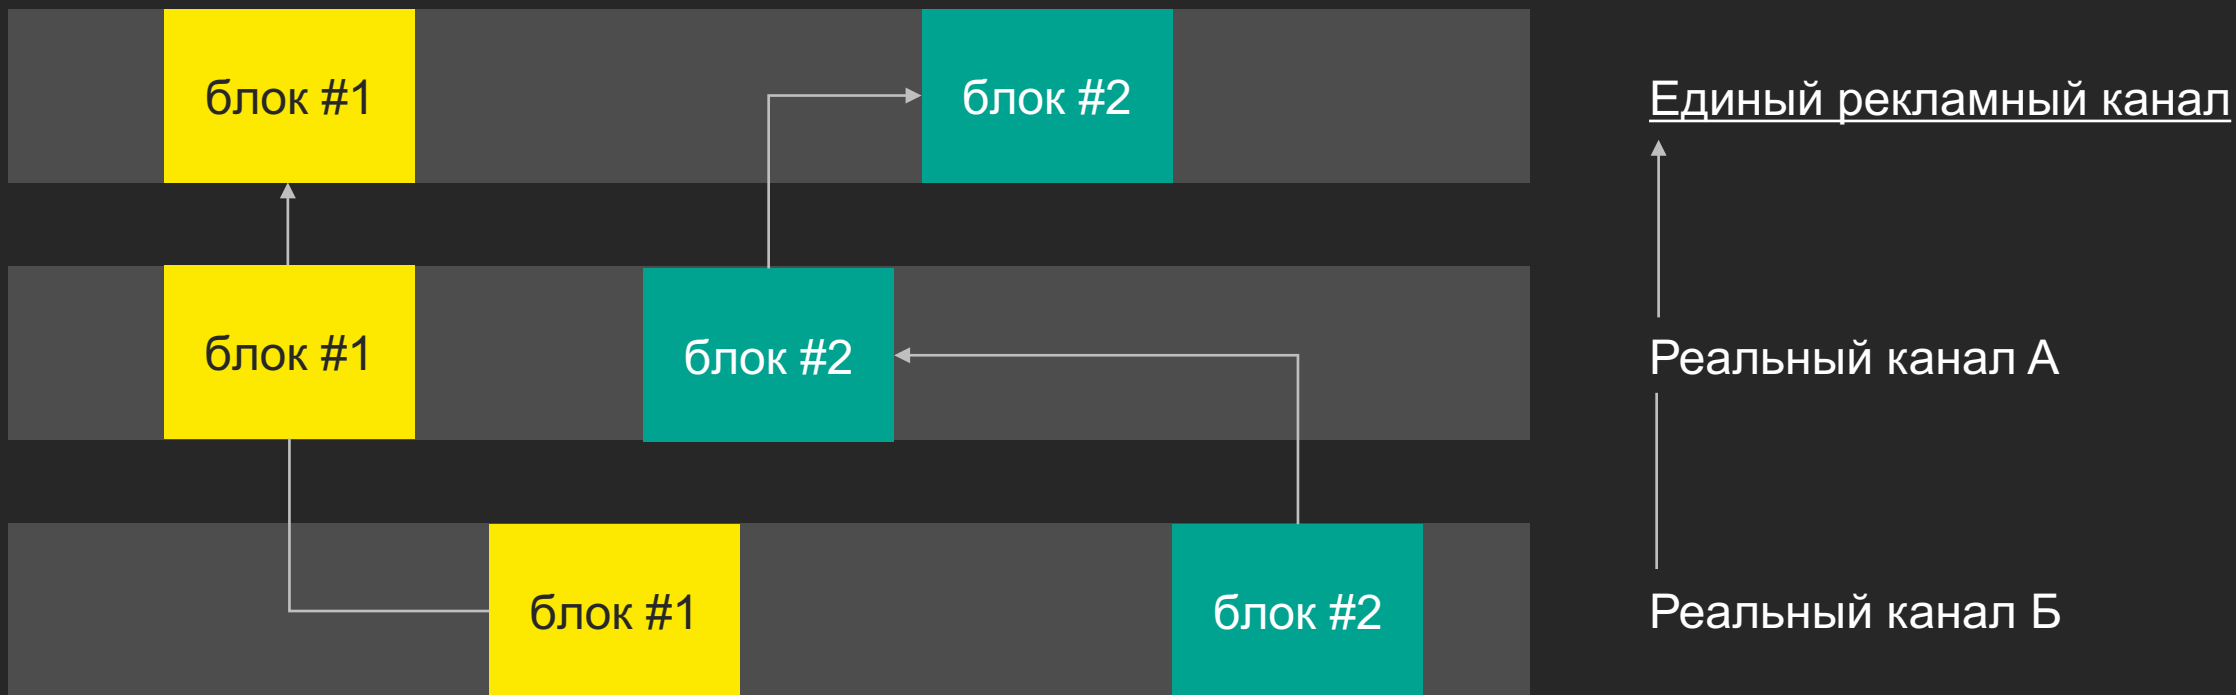 блок #1
блок #2
Единый рекламный канал
блок #1
блок #2
Реальный канал А
блок #1
блок #2
Реальный канал Б